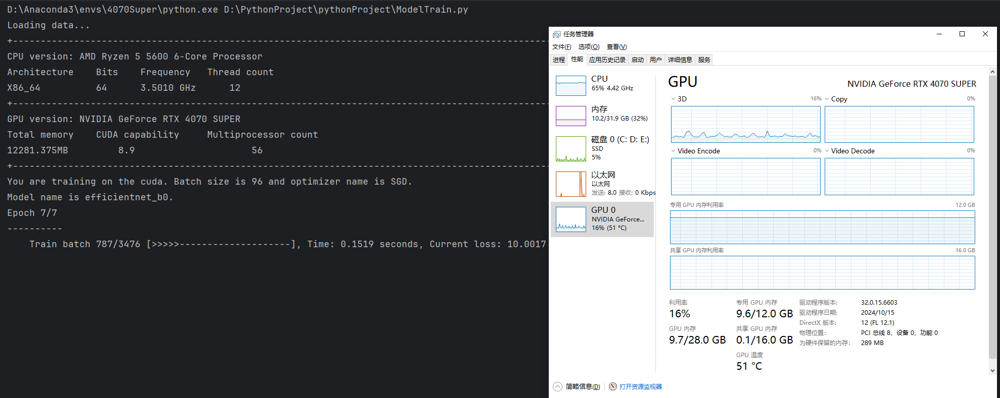 D:\Anaconda3\envs\4070Super\python.exe D:\PythonProject\pythonProject\ModelTrain.py
Loading data...
+-------------------------------------------------------------------------------------------------
CPU version: AMD Ryzen 5 5600 6-Core Processor
Architecture    Bits    Frequency   Thread count
X86_64          64      3.5010 GHz      12
+-------------------------------------------------------------------------------------------------
GPU version: NVIDIA GeForce RTX 4070 SUPER
Total memory    CUDA capability     Multiprocessor count
12281.375MB         8.9                     56
+-------------------------------------------------------------------------------------------------
You are training on the cuda. Batch size is 96 and optimizer name is SGD.
Model name is efficientnet_b0.
Epoch 7/7
----------
Train batch 787/3476 [>>>>>--------------------], Time: 0.1519 seconds, Current loss: 10.0017
任务管理器
文件(F) 选项(O) 查看(V)
进程 性能 应用历史记录 启动 用户 详细信息 服务
CPU
65% 4.42 GHz
内存
10.2/31.9 GB (32%)
磁盘 0 (C: D: E:)
SSD
5%
以太网
以太网
发送: 8.0 接收: 0 Kbps
GPU 0
NVIDIA GeForce...
16% (51 °C)
GPU NVIDIA GeForce RTX 4070 SUPER
3D 16% Copy 0%
Video Encode 0% Video Decode 0%
专用 GPU 内存利用率 12.0 GB
共享 GPU 内存利用率 16.0 GB
利用率
16%
GPU 内存
9.7/28.0 GB
专用 GPU 内存
9.6/12.0 GB
共享 GPU 内存
0.1/16.0 GB
GPU 温度
51 °C
驱动程序版本: 32.0.15.6603
驱动程序日期: 2024/10/15
DirectX 版本: 12 (FL 12.1)
物理位置: PCI 总线 8、设备 0、功能 0
为硬件保留的内存: 289 MB
简略信息(D) 打开资源监视器